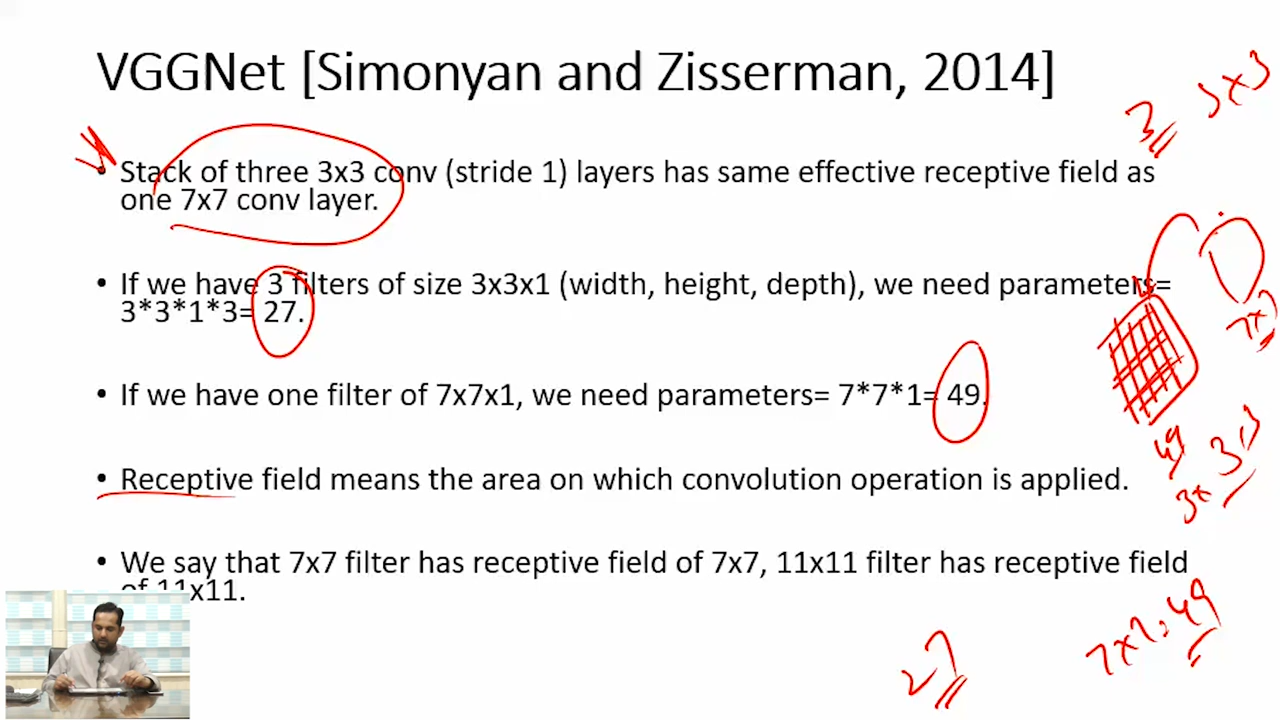 VGGNet [Simonyan and Zisserman, 2014]
3 3x3
• Stack of three 3x3 conv (stride 1) layers has same effective receptive field as
one 7x7 conv layer.
• If we have 3 filters of size 3x3x1 (width, height, depth), we need parameters=
3*3*1*3= 27.
7x7
• If we have one filter of 7x7x1, we need parameters= 7*7*1= 49.
49
• Receptive field means the area on which convolution operation is applied.
• We say that 7x7 filter has receptive field of 7x7, 11x11 filter has receptive field
of 11x11.
27
7x7=49